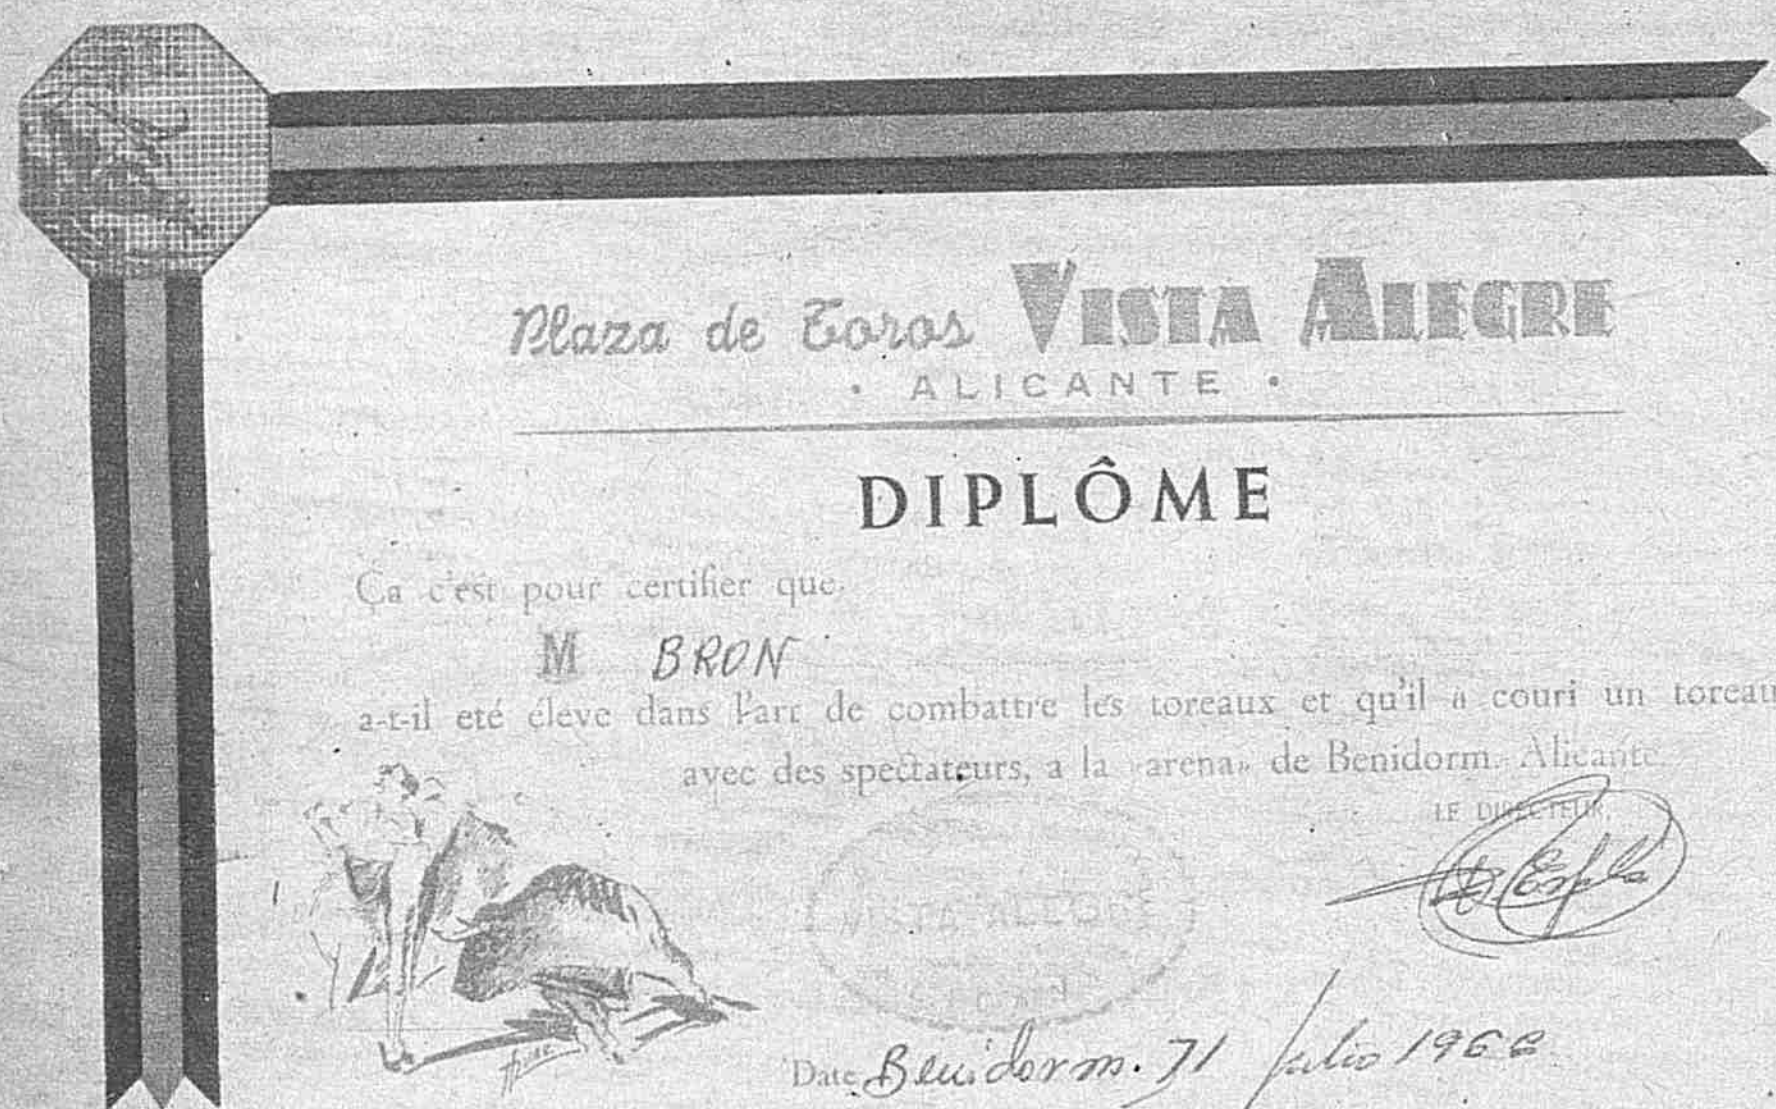 Plaza de Toros VISTA ALEGRE
• ALICANTE •
DIPLÔME
Ça c'est pour certifier que
M BRON
a-t-il eté éleve dans l'art de combattre les toreaux et qu'il a couri un toreau
avec des spectateurs, a la «arena» de Benidorm. Alicante.
LE DIRECTEUR,
VISTA ALEGRE
Date Benidorm. Julio